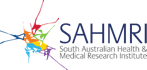 SAHMRI
South Australian Health &
Medical Research Institute